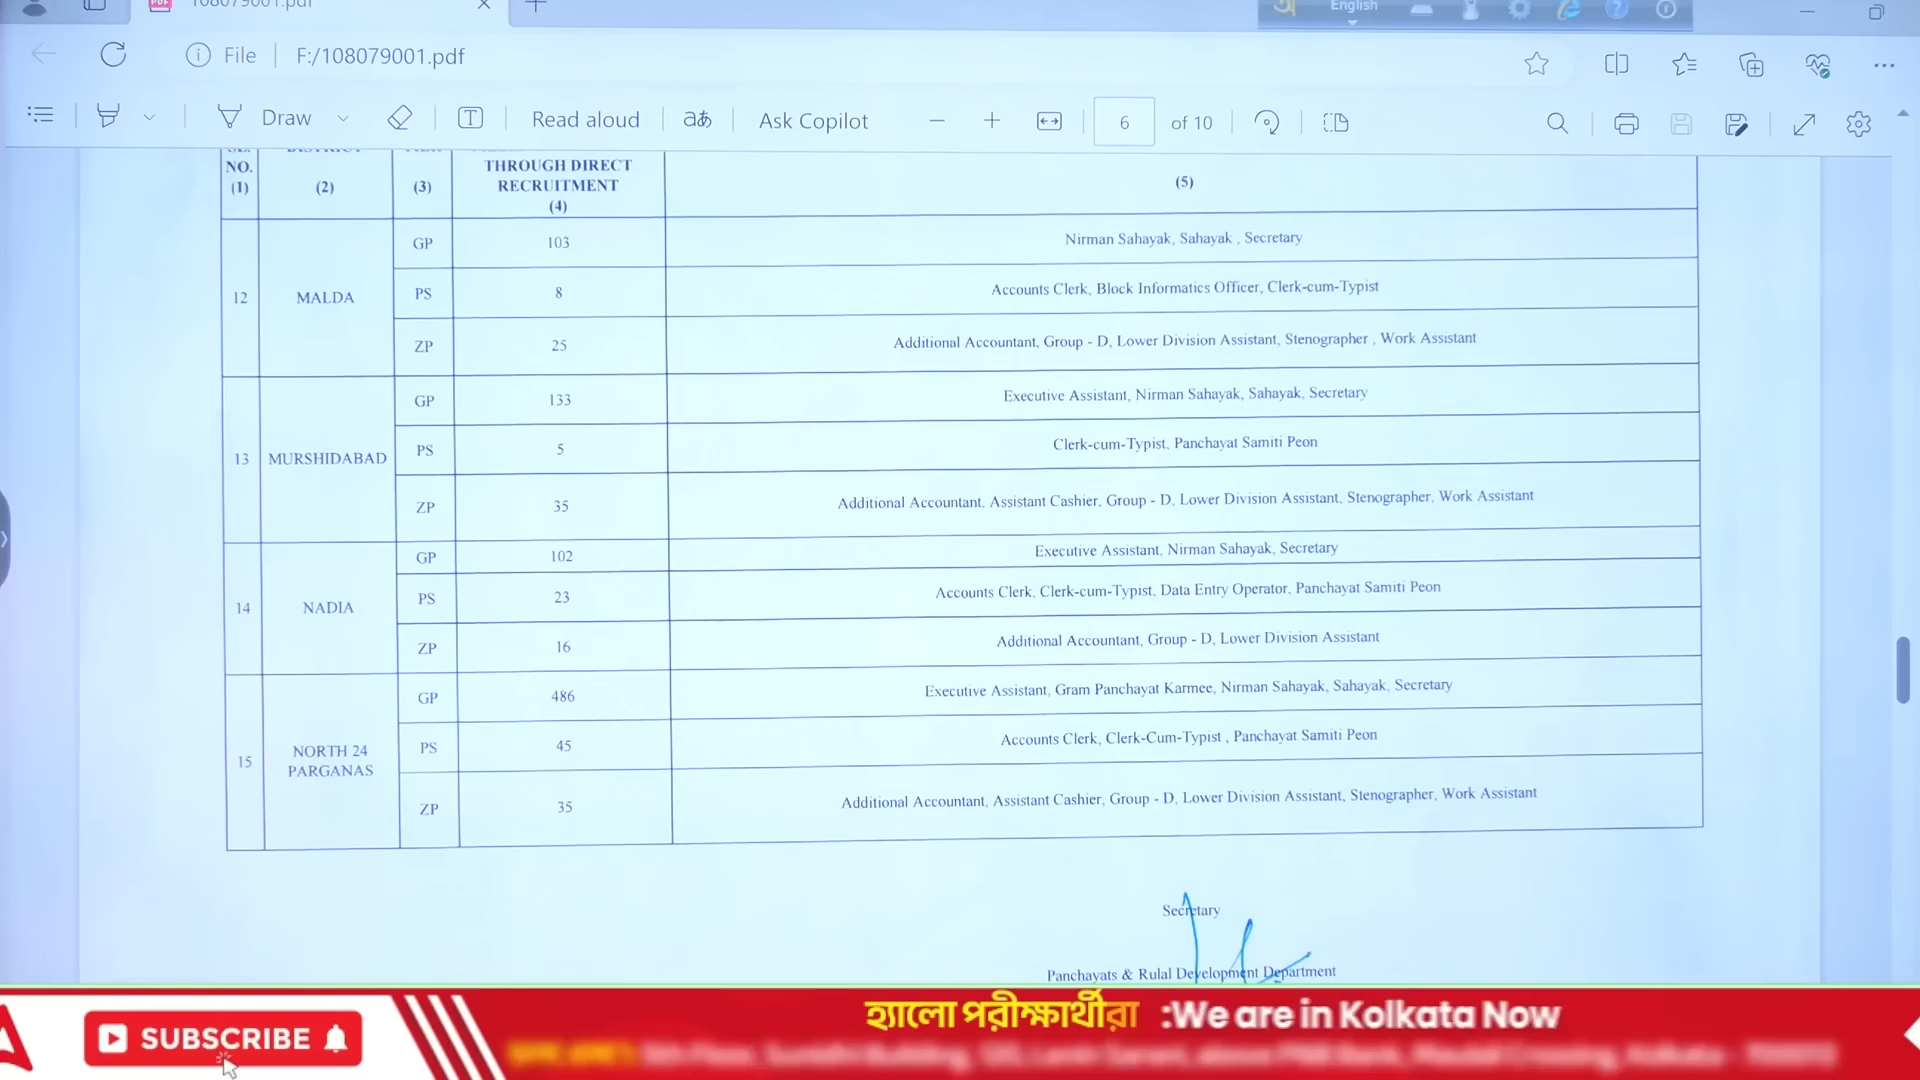 108079001.pdf
English
File F:/108079001.pdf
Draw Read aloud aあ Ask Copilot 6 of 10
NO. (1)
(2)
(3)
THROUGH DIRECT
RECRUITMENT
(4)
(5)
12 MALDA
GP 103 Nirman Sahayak, Sahayak , Secretary
PS 8 Accounts Clerk, Block Informatics Officer, Clerk-cum-Typist
ZP 25 Additional Accountant, Group - D, Lower Division Assistant, Stenographer , Work Assistant
13 MURSHIDABAD
GP 133 Executive Assistant, Nirman Sahayak, Sahayak, Secretary
PS 5 Clerk-cum-Typist, Panchayat Samiti Peon
ZP 35 Additional Accountant, Assistant Cashier, Group - D, Lower Division Assistant, Stenographer, Work Assistant
14 NADIA
GP 102 Executive Assistant, Nirman Sahayak, Secretary
PS 23 Accounts Clerk, Clerk-cum-Typist, Data Entry Operator, Panchayat Samiti Peon
ZP 16 Additional Accountant, Group - D, Lower Division Assistant
15 NORTH 24
PARGANAS
GP 486 Executive Assistant, Gram Panchayat Karmee, Nirman Sahayak, Sahayak, Secretary
PS 45 Accounts Clerk, Clerk-Cum-Typist , Panchayat Samiti Peon
ZP 35 Additional Accountant, Assistant Cashier, Group - D, Lower Division Assistant, Stenographer, Work Assistant
Secretary
Panchayats & Rulal Development Department
SUBSCRIBE
হ্যালো পরীক্ষার্থীরা :We are in Kolkata Now